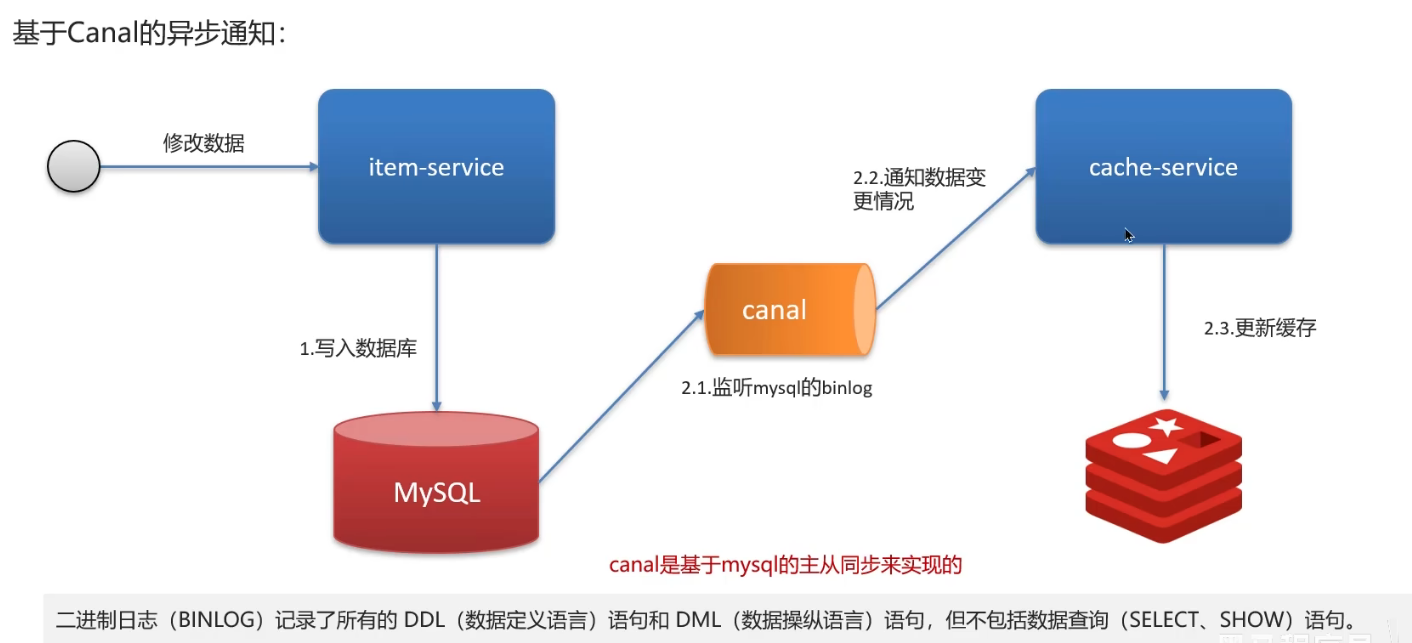 基于Canal的异步通知：
修改数据
item-service
cache-service
2.2.通知数据变
更情况
canal
1.写入数据库
2.3.更新缓存
2.1.监听mysql的binlog
MySQL
canal是基于mysql的主从同步来实现的
二进制日志（BINLOG）记录了所有的 DDL（数据定义语言）语句和 DML（数据操纵语言）语句，但不包括数据查询（SELECT、SHOW）语句。